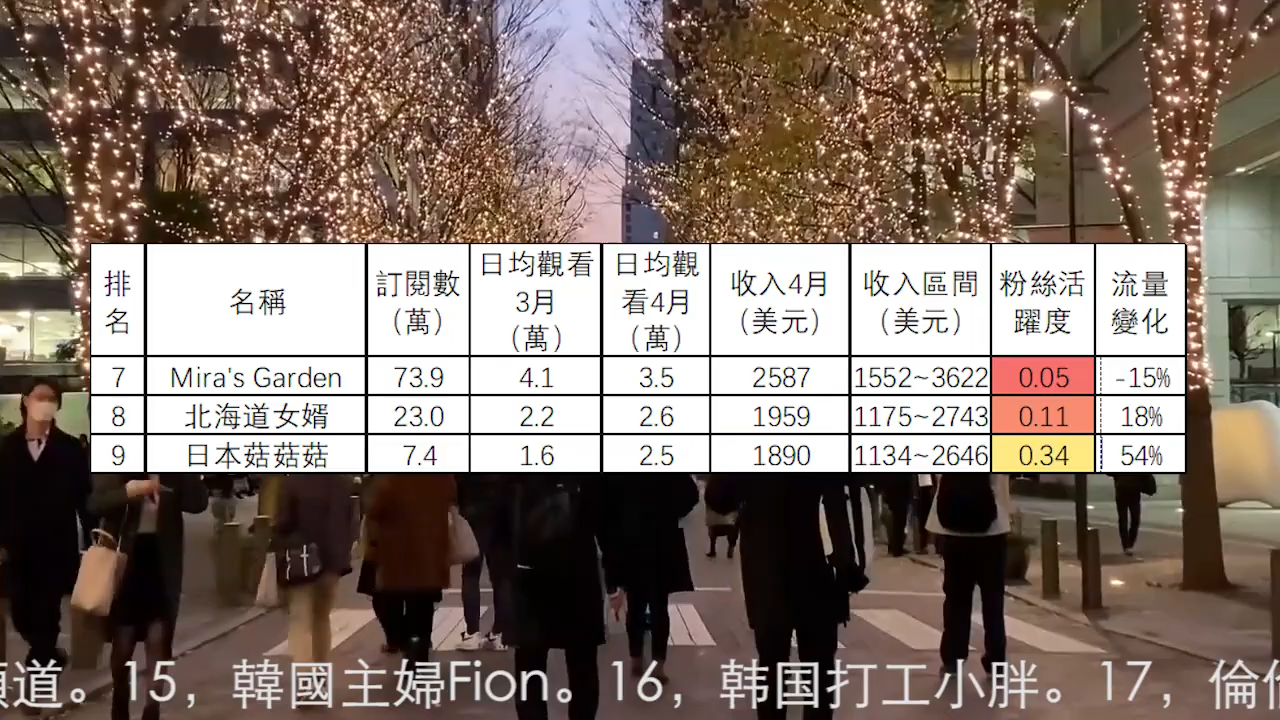 排名 名稱 訂閱數（萬） 日均觀看3月（萬） 日均觀看4月（萬） 收入4月（美元） 收入區間（美元） 粉絲活躍度 流量變化
7 Mira's Garden 73.9 4.1 3.5 2587 1552~3622 0.05 -15%
8 北海道女婿 23.0 2.2 2.6 1959 1175~2743 0.11 18%
9 日本菇菇菇 7.4 1.6 2.5 1890 1134~2646 0.34 54%
道。15，韓國主婦Fion。16，韩国打工小胖。17，倫